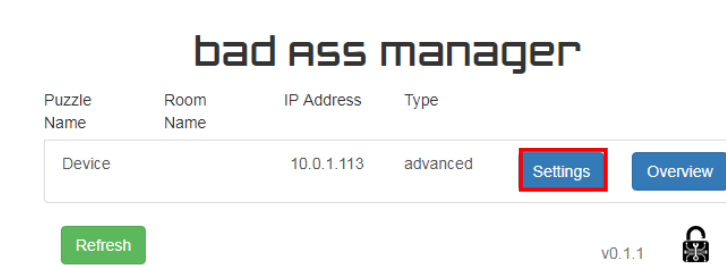 bad ass manager
Puzzle Name Room Name IP Address Type
Device 10.0.1.113 advanced Settings Overview
Refresh v0.1.1